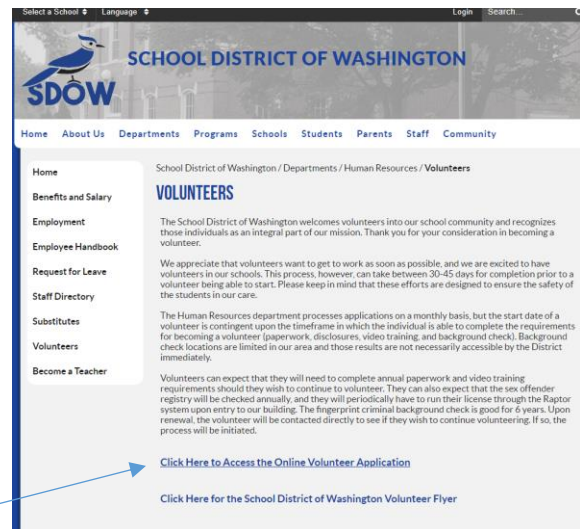 Select a School Language Login Search...
SCHOOL DISTRICT OF WASHINGTON
SDOW
Home About Us Departments Programs Schools Students Parents Staff Community
Home
Benefits and Salary
Employment
Employee Handbook
Request for Leave
Staff Directory
Substitutes
Volunteers
Become a Teacher
School District of Washington / Departments / Human Resources / Volunteers
VOLUNTEERS
The School District of Washington welcomes volunteers into our school community and recognizes
those individuals as an integral part of our mission. Thank you for your consideration in becoming a
volunteer.
We appreciate that volunteers want to get to work as soon as possible, and we are excited to have
volunteers in our schools. This process, however, can take between 30-45 days for completion prior to a
volunteer being able to start. Please keep in mind that these efforts are designed to ensure the safety of
the students in our care.
The Human Resources department processes applications on a monthly basis, but the start date of a
volunteer is contingent upon the timeframe in which the individual is able to complete the requirements
for becoming a volunteer (paperwork, disclosures, video training, and background check). Background
check locations are limited in our area and those results are not necessarily accessible by the District
immediately.
Volunteers can expect that they will need to complete annual paperwork and video training
requirements should they wish to continue to volunteer. They can also expect that the sex offender
registry will be checked annually, and they will periodically have to run their license through the Raptor
system upon entry to our building. The fingerprint criminal background check is good for 6 years. Upon
renewal, the volunteer will be contacted directly to see if they wish to continue volunteering. If so, the
process will be initiated.
Click Here to Access the Online Volunteer Application
Click Here for the School District of Washington Volunteer Flyer